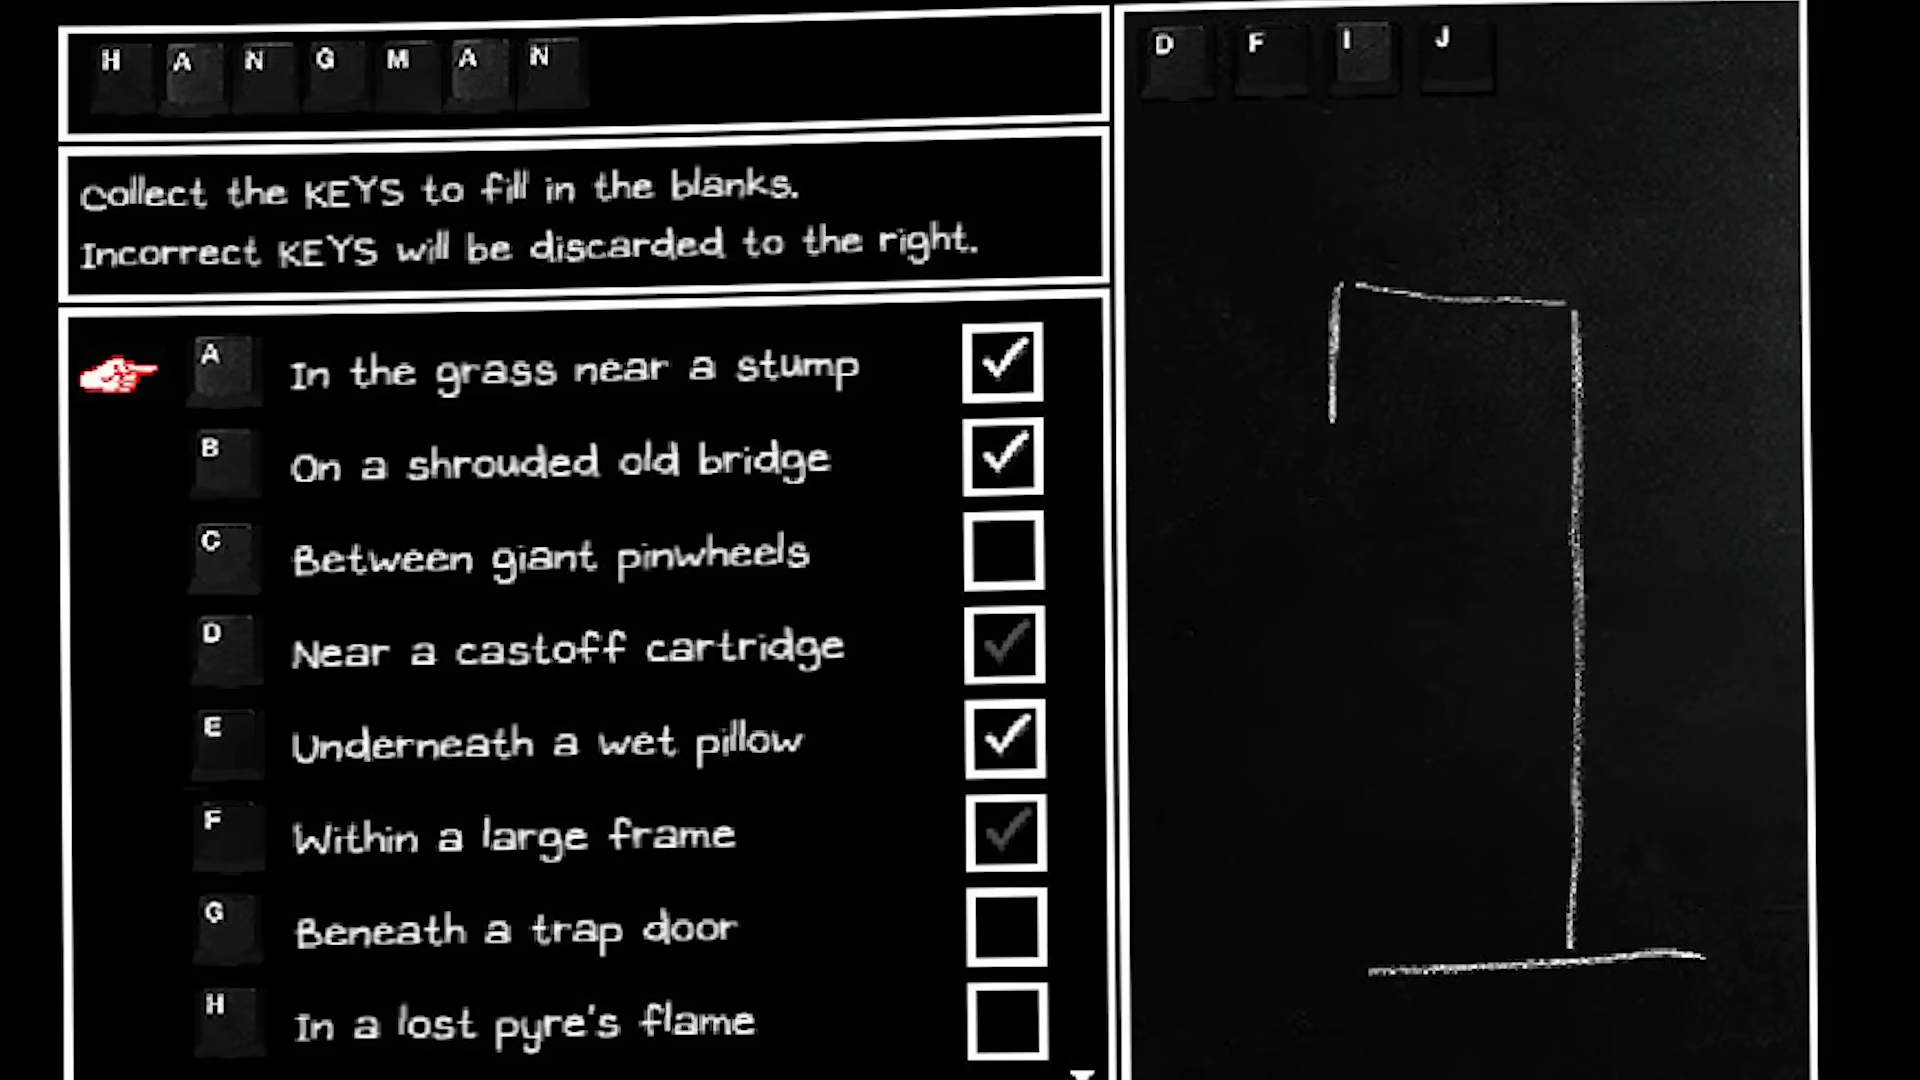 H A N G M A N
Collect the KEYS to fill in the blanks.
Incorrect KEYS will be discarded to the right.
A In the grass near a stump
B On a shrouded old bridge
C Between giant pinwheels
D Near a castoff cartridge
E Underneath a wet pillow
F Within a large frame
G Beneath a trap door
H In a lost pyre's flame
D F I J